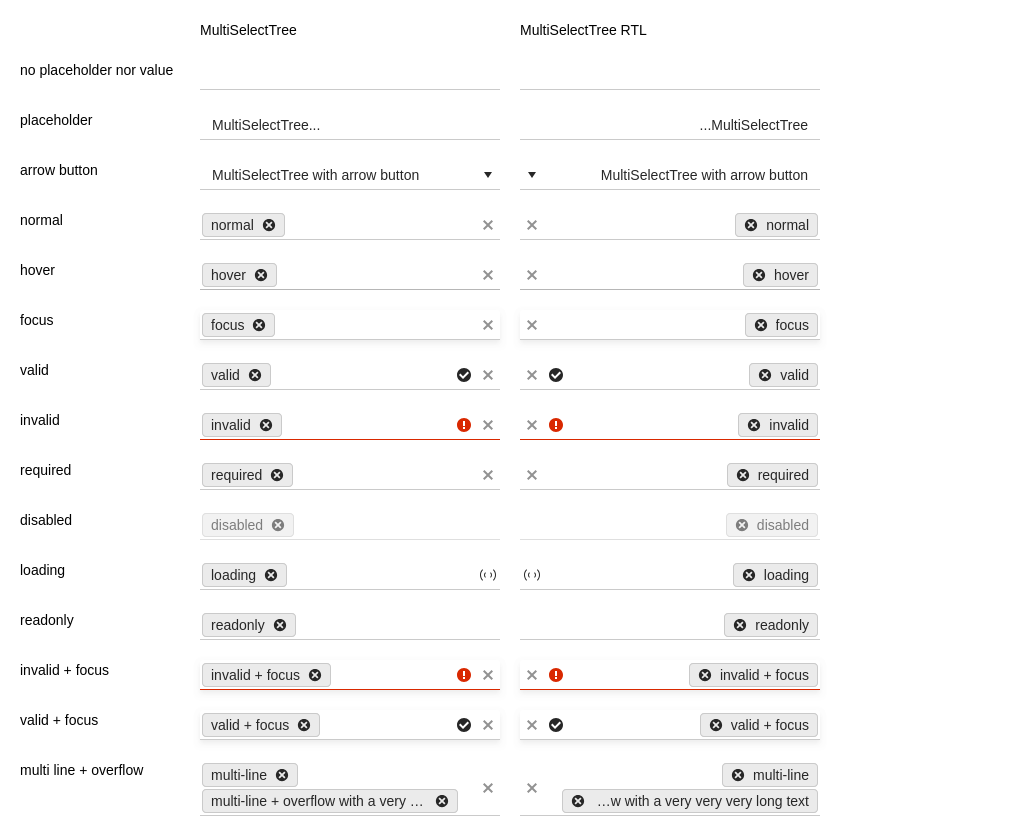 MultiSelectTree MultiSelectTree RTL
no placeholder nor value
placeholder MultiSelectTree... ...MultiSelectTree
arrow button MultiSelectTree with arrow button MultiSelectTree with arrow button
normal normal normal
hover hover hover
focus focus focus
valid valid valid
invalid invalid invalid
required required required
disabled disabled disabled
loading loading loading
readonly readonly readonly
invalid + focus invalid + focus invalid + focus
valid + focus valid + focus valid + focus
multi line + overflow multi-line multi-line
multi-line + overflow with a very … …w with a very very very long text